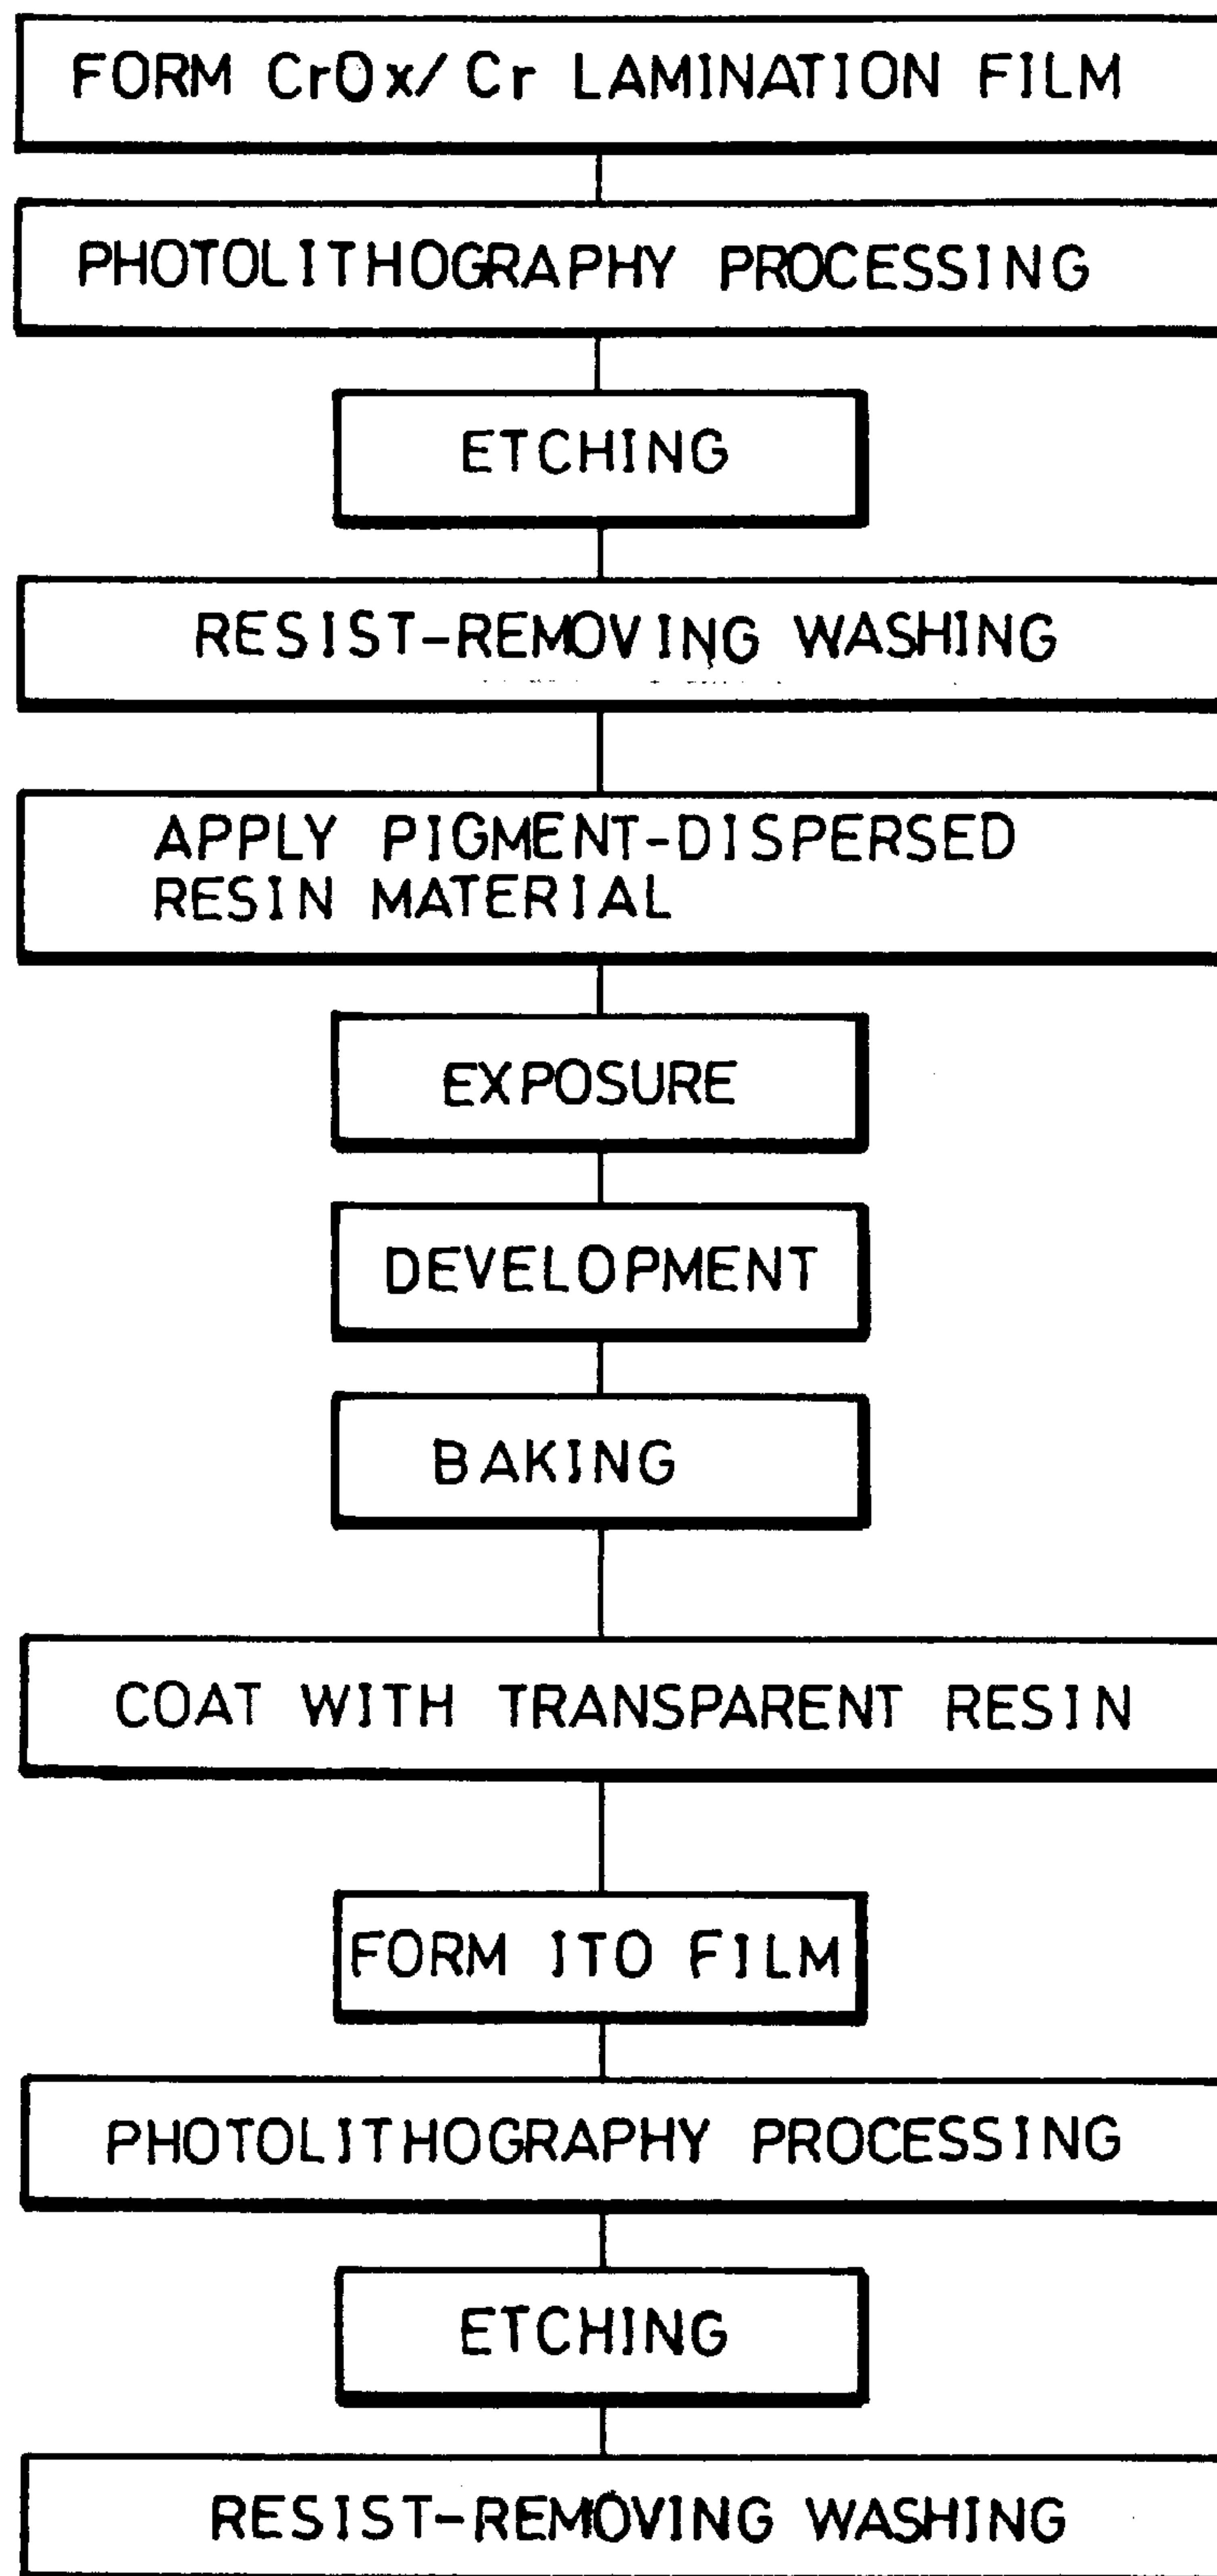 FORM CrOx/Cr LAMINATION FILM
PHOTOLITHOGRAPHY PROCESSING
ETCHING
RESIST-REMOVING WASHING
APPLY PIGMENT-DISPERSED
RESIN MATERIAL
EXPOSURE
DEVELOPMENT
BAKING
COAT WITH TRANSPARENT RESIN
FORM ITO FILM
PHOTOLITHOGRAPHY PROCESSING
ETCHING
RESIST-REMOVING WASHING